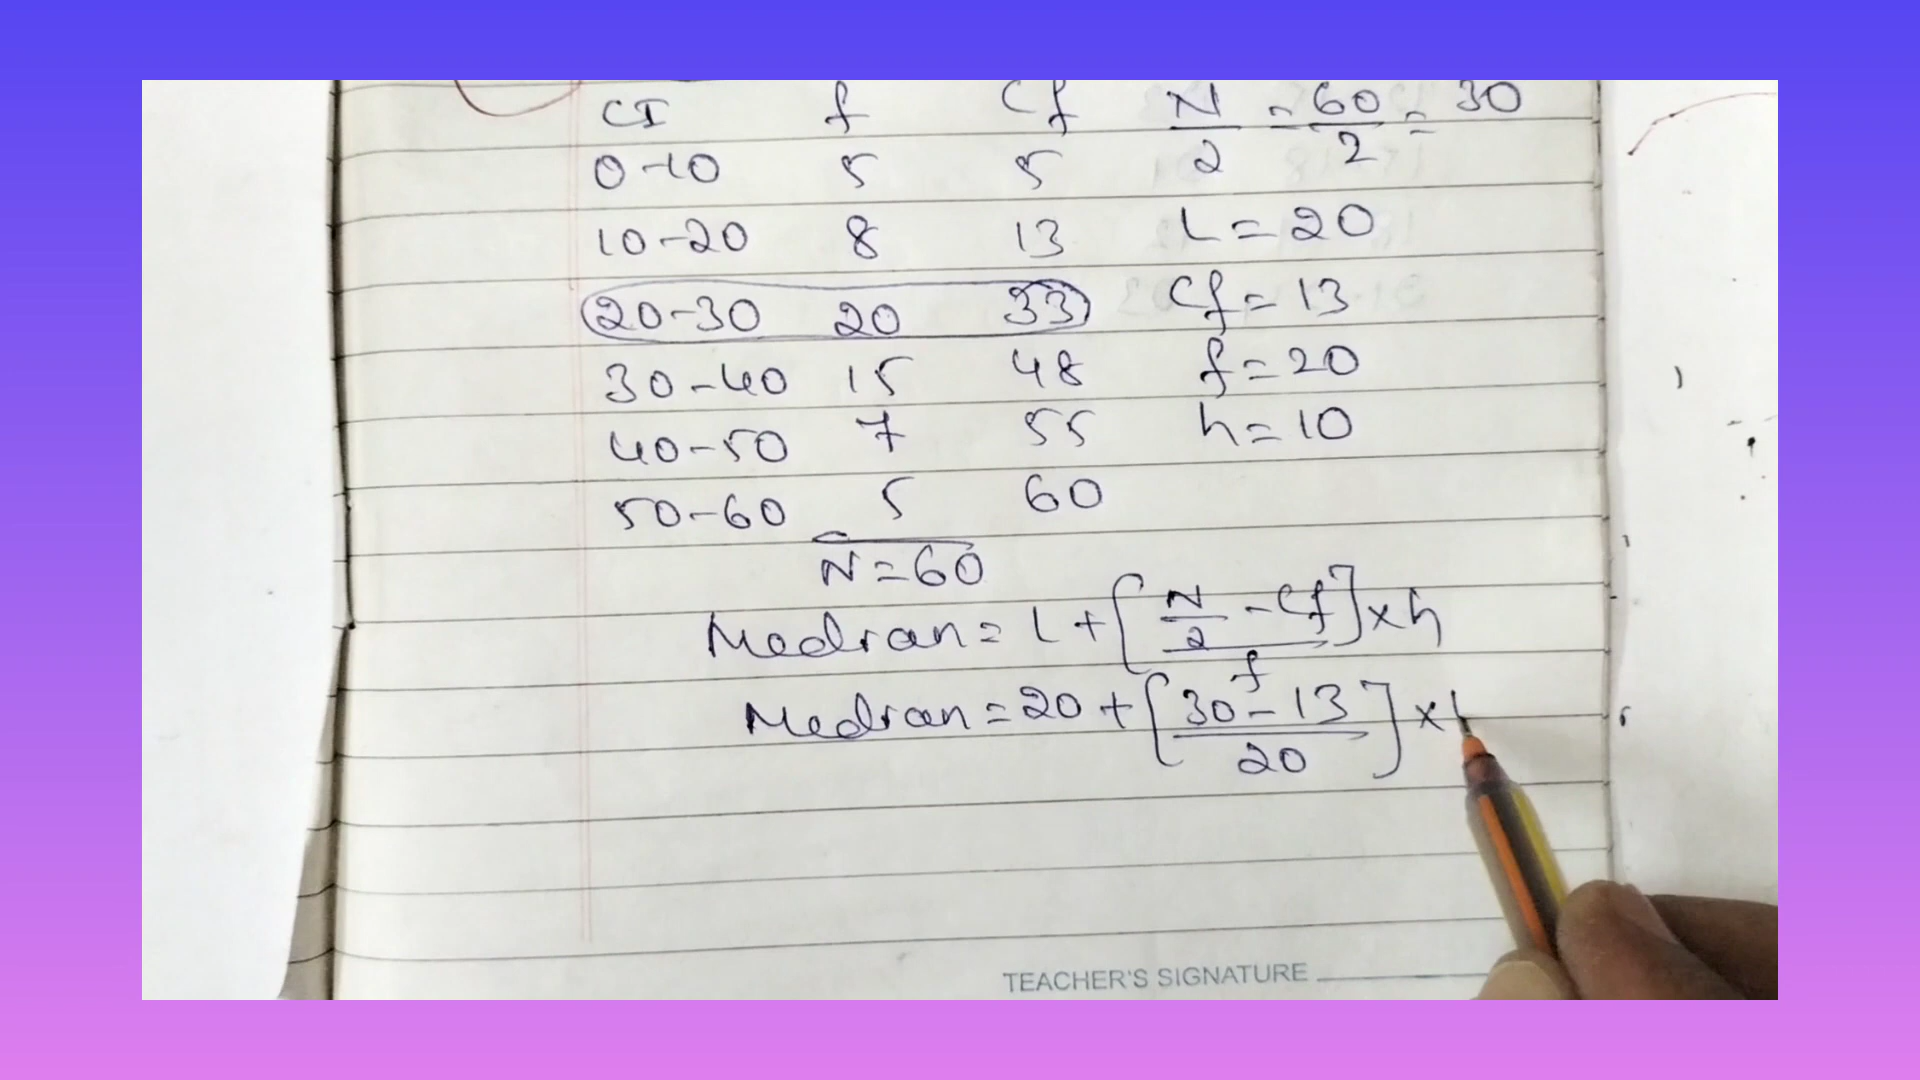 CI f Cf N/2 = 60/2 = 30
0-10 5 5
10-20 8 13 L = 20
20-30 20 33 Cf = 13
30-40 15 48 f = 20
40-50 7 55 h = 10
50-60 5 60
N = 60
Median = L + [N/2 - Cf / f] × h
Median = 20 + [30 - 13 / 20] × 1
TEACHER'S SIGNATURE